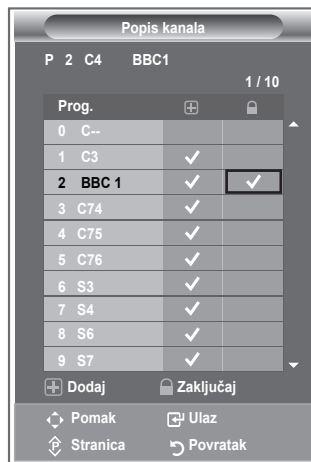 Popis kanala
P 2 C4 BBC1
1 / 10
Prog.
0 C--
1 C3
2 BBC 1
3 C74
4 C75
5 C76
6 S3
7 S4
8 S6
9 S7
Dodaj Zaključaj
Pomak Ulaz
P Stranica Povratak